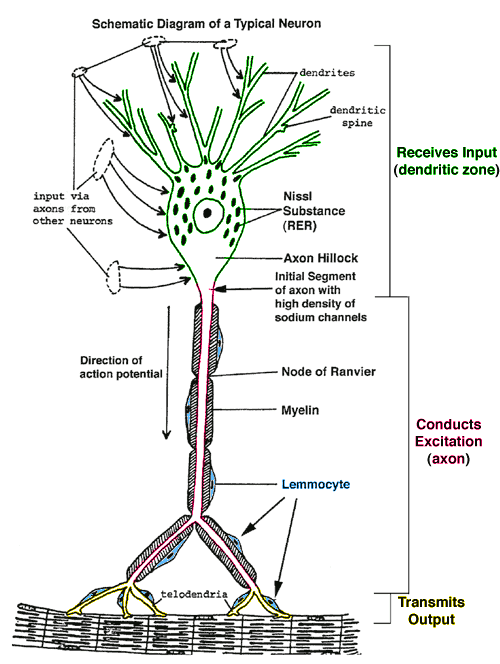 Schematic Diagram of a Typical Neuron
dendrites
dendritic
spine
Receives Input
(dendritic zone)
input via
axons from
other neurons
Nissl
Substance
(RER)
Axon Hillock
Initial Segment
of axon with
high density of
sodium channels
Direction of
action potential
Node of Ranvier
Myelin
Conducts
Excitation
(axon)
Lemmocyte
telodendria
Transmits
Output